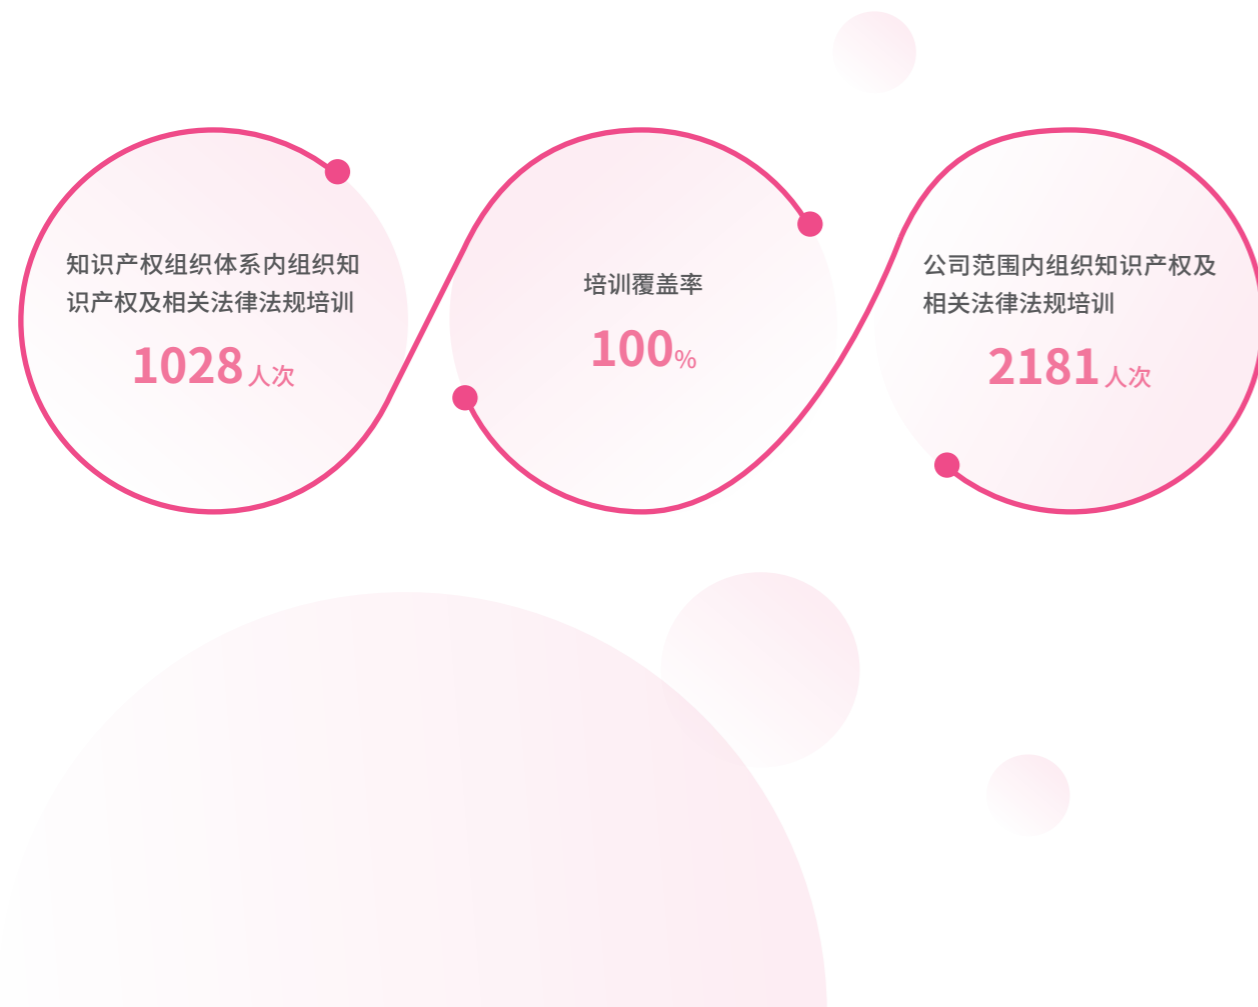 知识产权组织体系内组织知
识产权及相关法律法规培训
1028人次
培训覆盖率
100%
公司范围内组织知识产权及
相关法律法规培训
2181人次